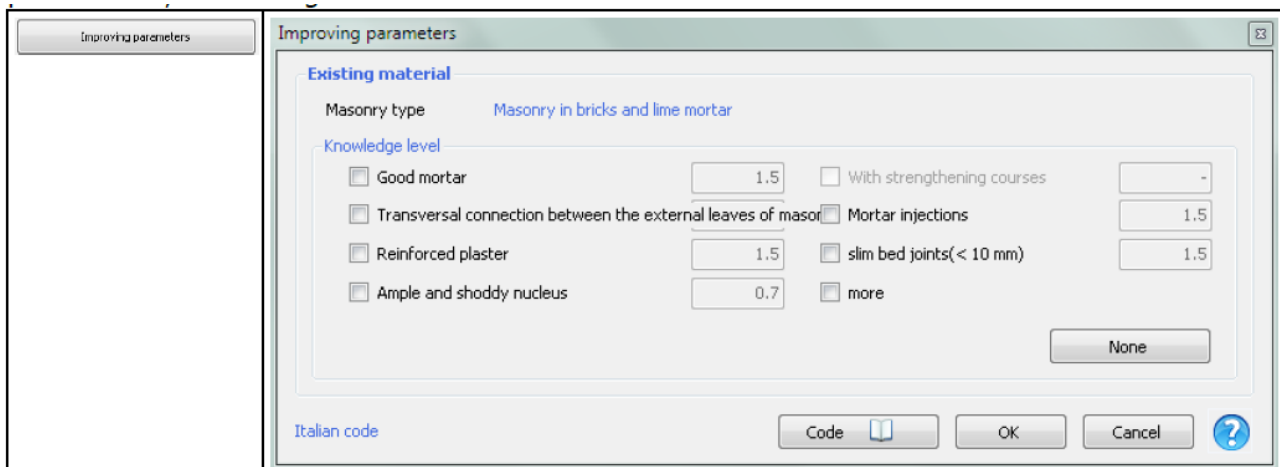 Improving parameters
Improving parameters
Existing material
Masonry type Masonry in bricks and lime mortar
Knowledge level
Good mortar 1.5 With strengthening courses -
Transversal connection between the external leaves of mason Mortar injections 1.5
Reinforced plaster 1.5 slim bed joints(< 10 mm) 1.5
Ample and shoddy nucleus 0.7 more
None
Italian code Code OK Cancel ?